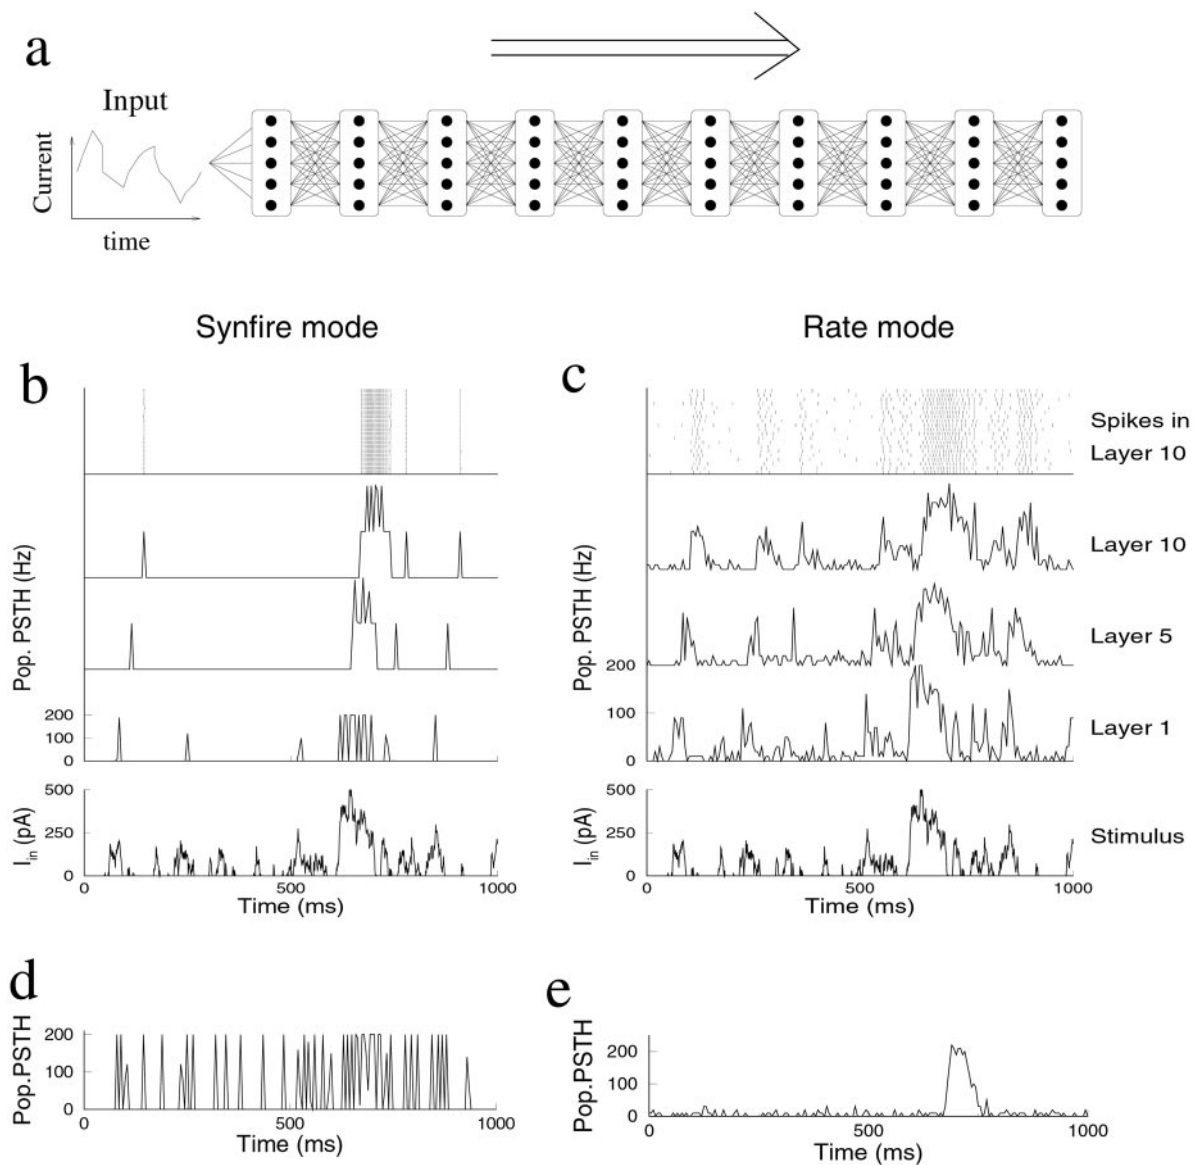 a
Input
Current
time
Synfire mode
Rate mode
b
Pop. PSTH (Hz)
200
100
0
I_in (pA)
500
250
0
0 500 1000
Time (ms)
c
Spikes in
Layer 10
Layer 10
Layer 5
Layer 1
Stimulus
Pop. PSTH (Hz)
200
100
0
I_in (pA)
500
250
0
0 500 1000
Time (ms)
d
Pop.PSTH
200
100
0
0 500 1000
Time (ms)
e
Pop.PSTH
200
100
0
0 500 1000
Time (ms)